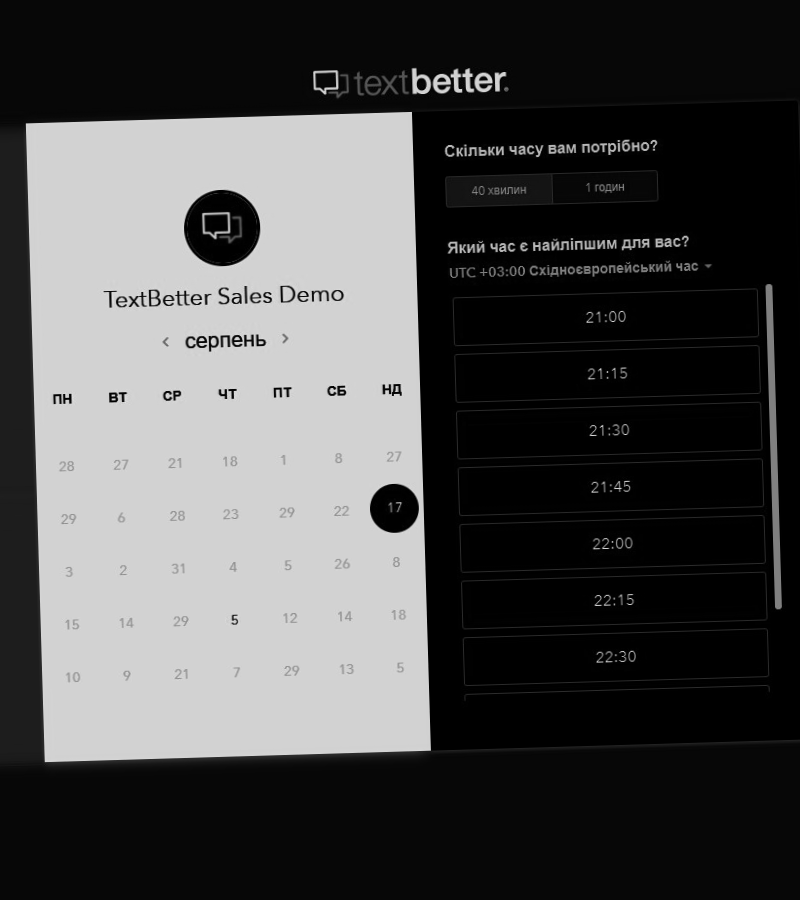 textbetter.
TextBetter Sales Demo
серпень
ПН ВТ СР ЧТ ПТ СБ НД
28 27 21 18 1 8 27
29 6 28 23 29 22 17
3 2 31 4 5 26 8
15 14 29 5 12 14 18
10 9 21 7 29 13 5
Скільки часу вам потрібно?
40 хвилин 1 годин
Який час є найліпшим для вас?
UTC +03:00 Східноєвропейський час
21:00
21:15
21:30
21:45
22:00
22:15
22:30